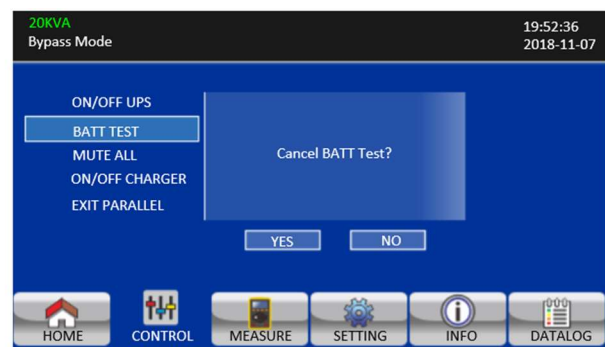 20KVA
Bypass Mode
19:52:36
2018-11-07
ON/OFF UPS
BATT TEST
MUTE ALL
ON/OFF CHARGER
EXIT PARALLEL
Cancel BATT Test?
YES NO
HOME CONTROL MEASURE SETTING INFO DATALOG